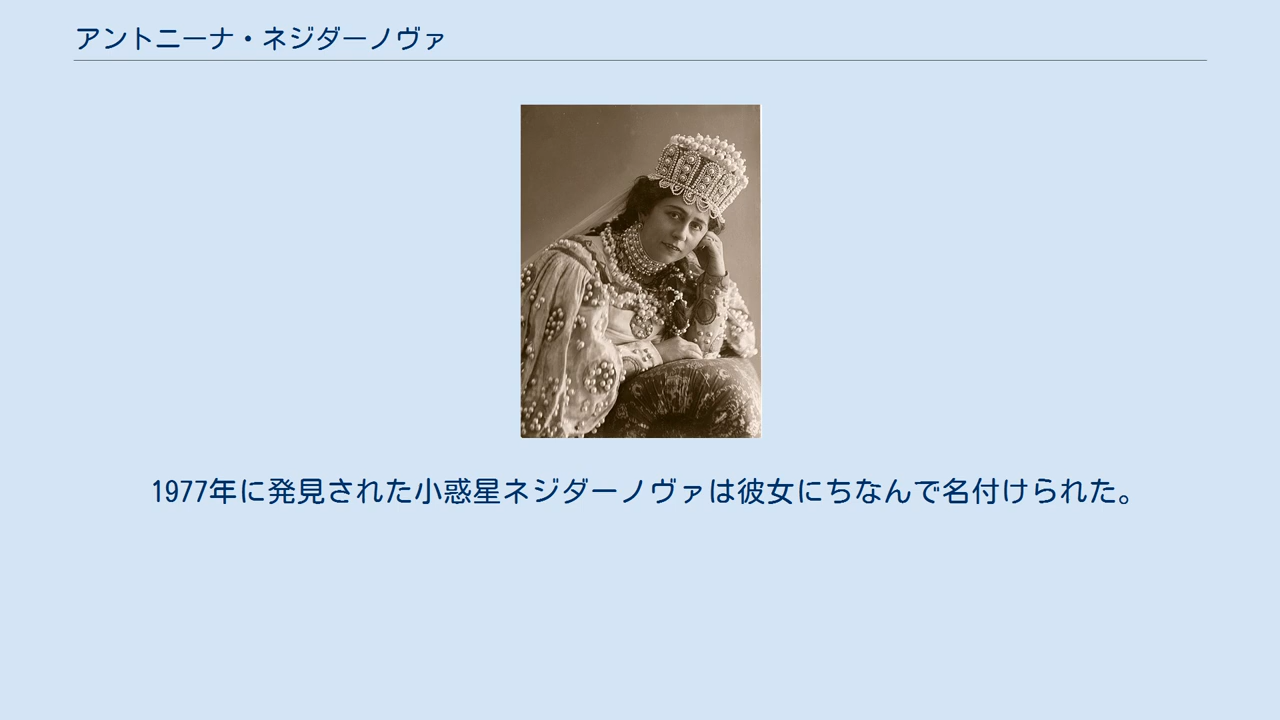 アントニーナ・ネジダーノヴァ
1977年に発見された小惑星ネジダーノヴァは彼女にちなんで名付けられた。